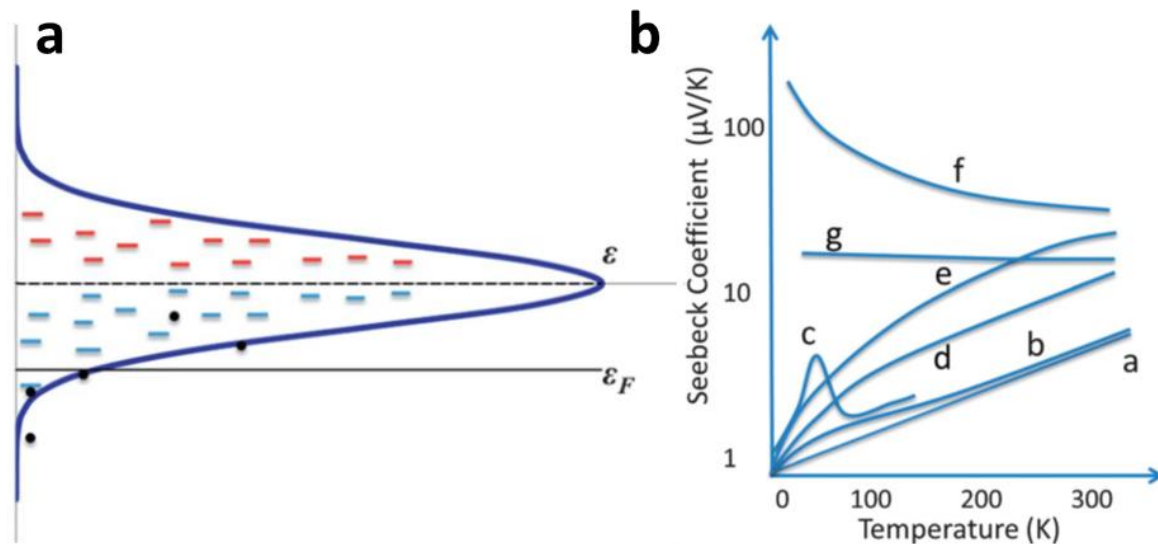 a
ε
εF
b
Seebeck Coefficient (μV/K)
100
10
1
f
g
e
c
d
b
a
0 100 200 300
Temperature (K)